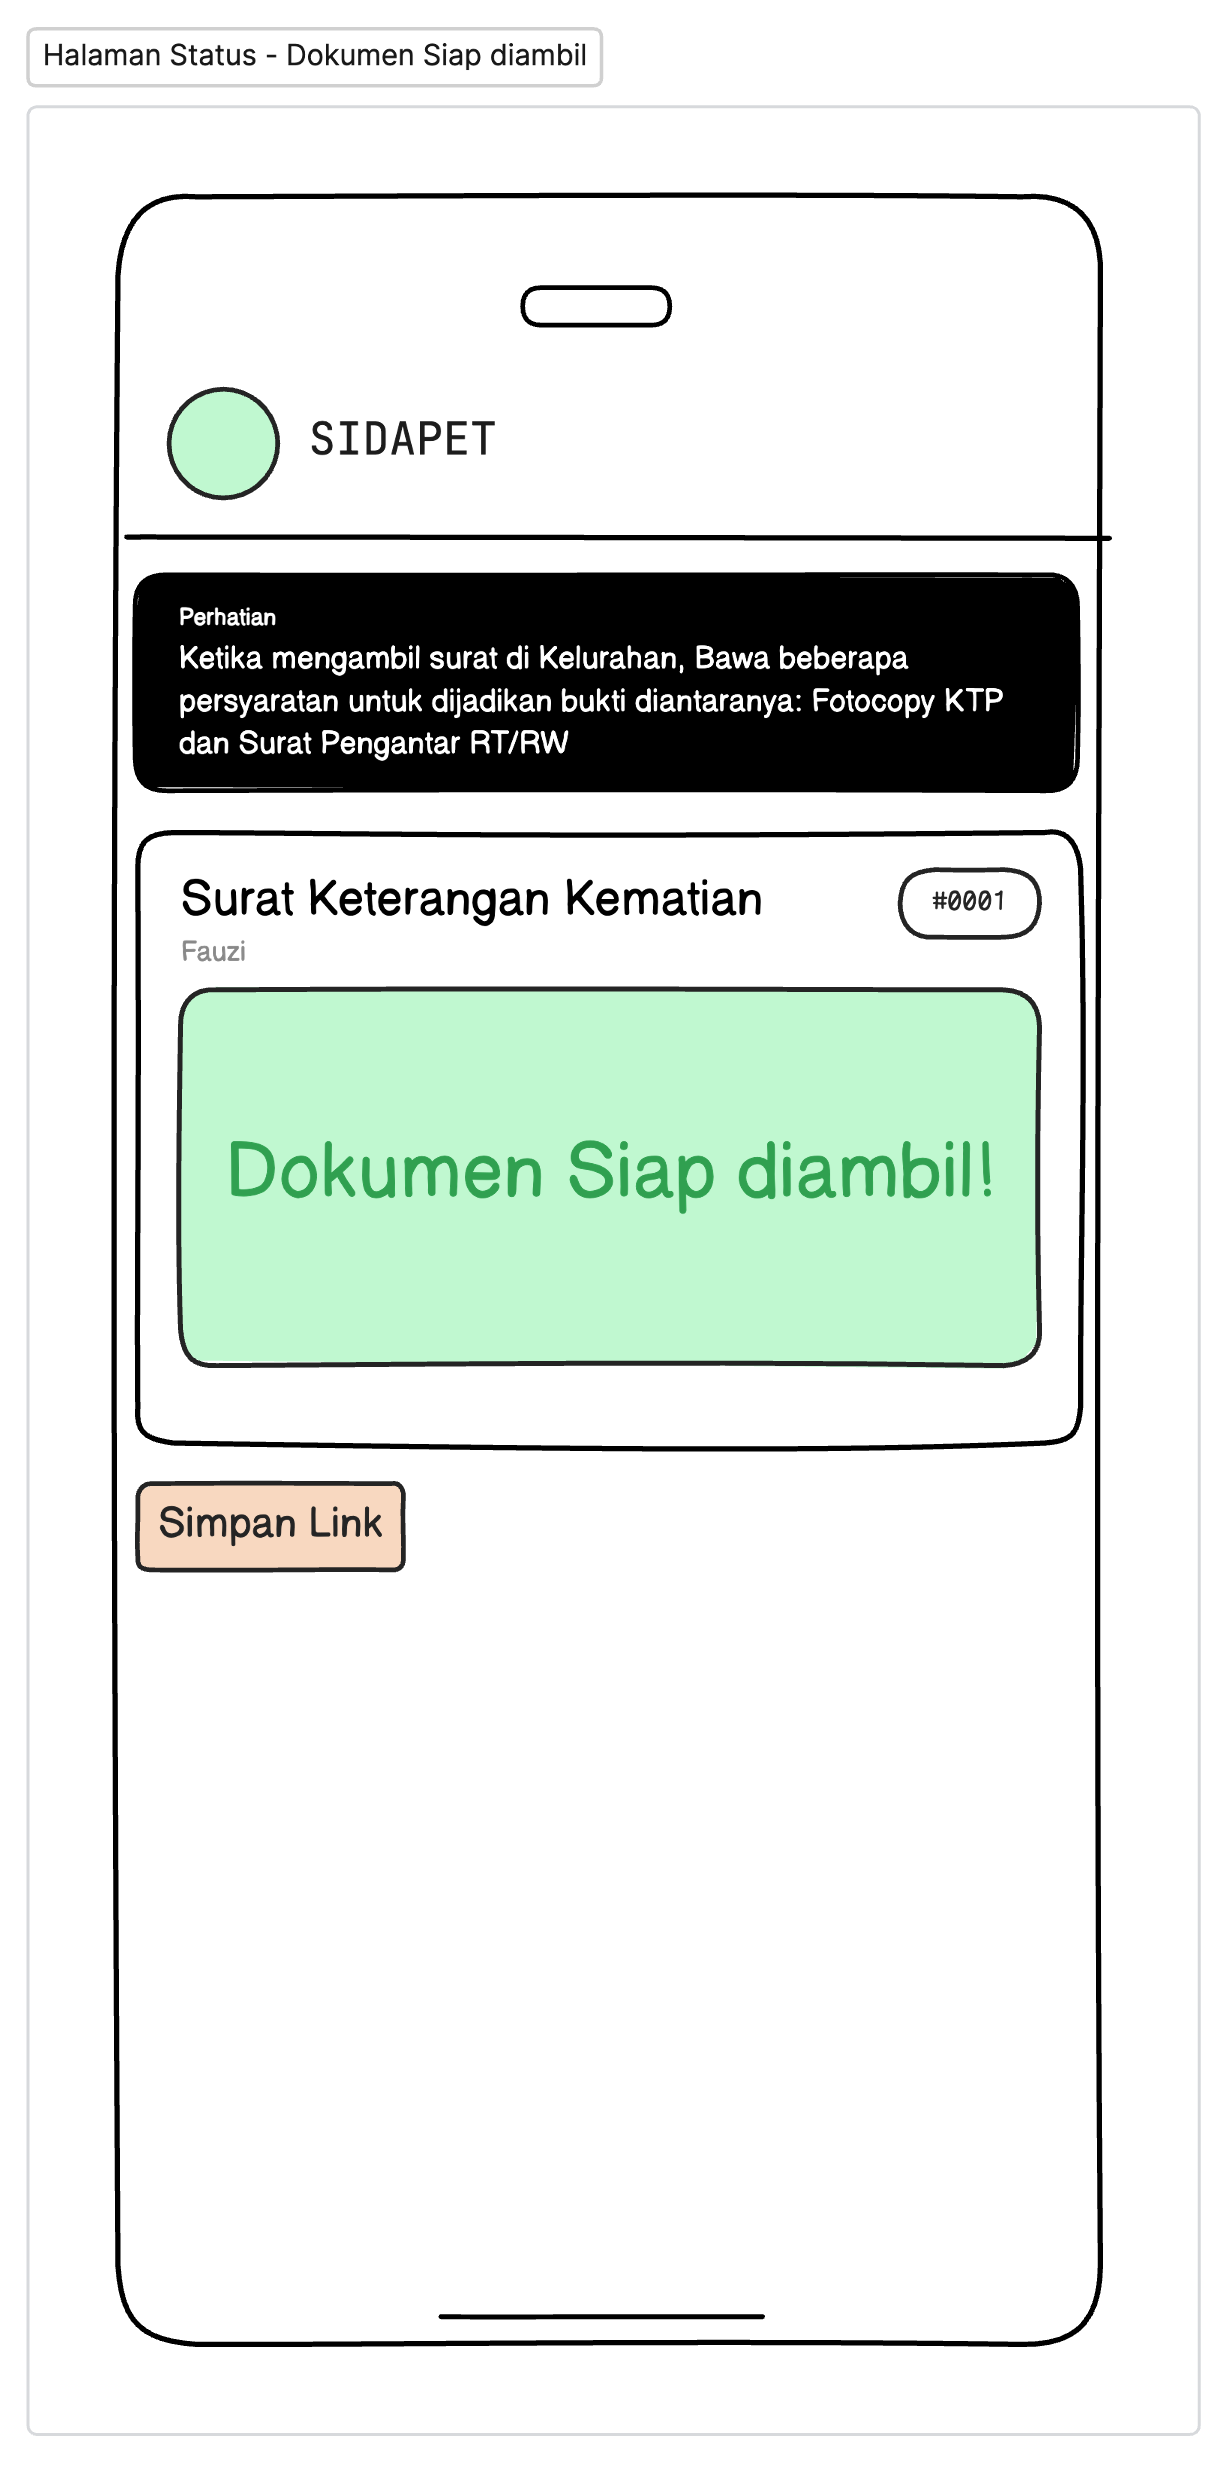 Halaman Status - Dokumen Siap diambil
SIDAPET
Perhatian
Ketika mengambil surat di Kelurahan, Bawa beberapa
persyaratan untuk dijadikan bukti diantaranya: Fotocopy KTP
dan Surat Pengantar RT/RW
Surat Keterangan Kematian
#0001
Fauzi
Dokumen Siap diambil!
Simpan Link